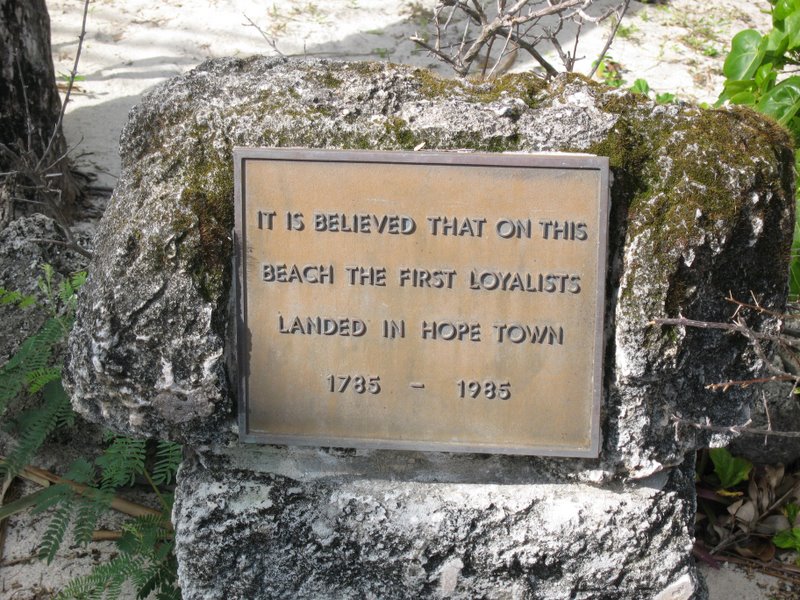 IT IS BELIEVED THAT ON THIS
BEACH THE FIRST LOYALISTS
LANDED IN HOPE TOWN
1785 - 1985